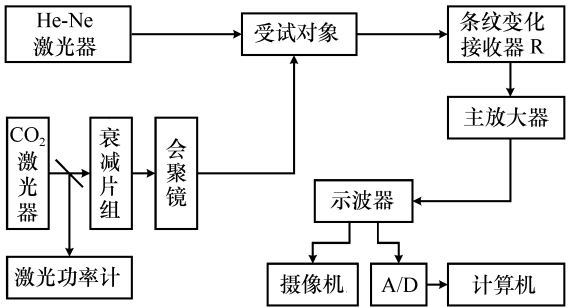 He-Ne
激光器
受试对象
条纹变化
接收器 R
主放大器
CO₂
激光器
衰减片组
会聚镜
示波器
激光功率计
摄像机
A/D
计算机